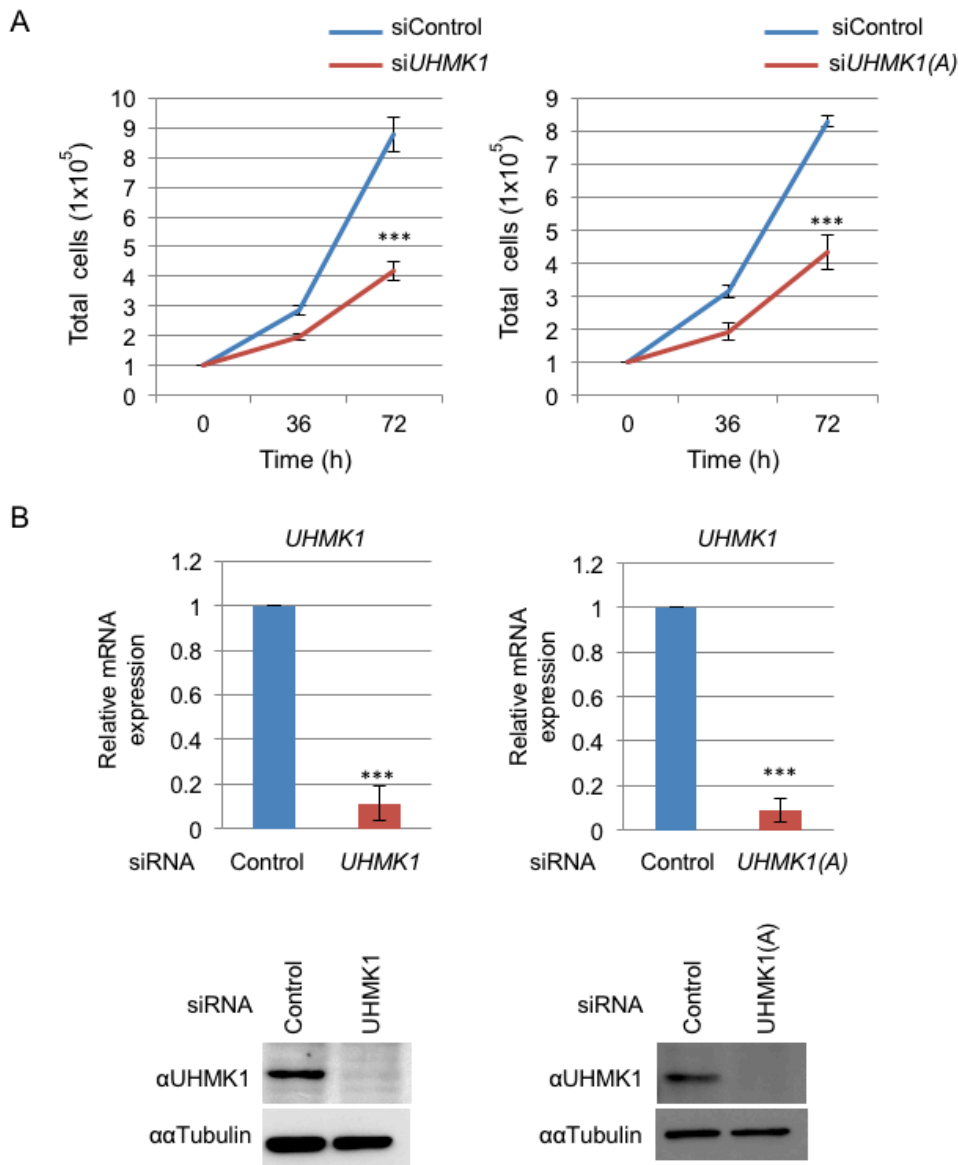 A
siControl
siUHMK1
Total cells (1x10⁵)
10
9
8
7
6
5
4
3
2
1
0
***
0 36 72
Time (h)
siControl
siUHMK1(A)
Total cells (1x10⁵)
9
8
7
6
5
4
3
2
1
0
***
0 36 72
Time (h)
B
UHMK1
Relative mRNA
expression
1.2
1
0.8
0.6
0.4
0.2
0
***
siRNA Control UHMK1
UHMK1
Relative mRNA
expression
1.2
1
0.8
0.6
0.4
0.2
0
***
siRNA Control UHMK1(A)
siRNA
Control
UHMK1
αUHMK1
ααTubulin
siRNA
Control
UHMK1(A)
αUHMK1
ααTubulin